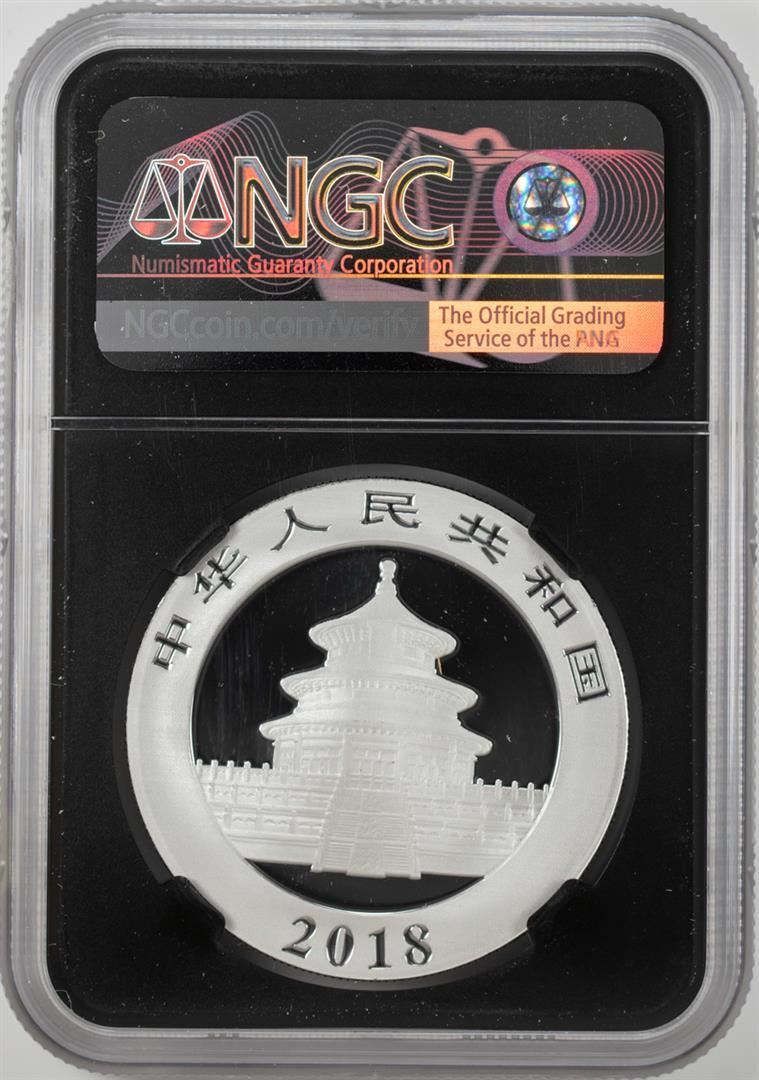 NGC
Numismatic Guaranty Corporation
NGCcoin.com/verify
The Official Grading
Service of the PNG
中华人民共和国
2018